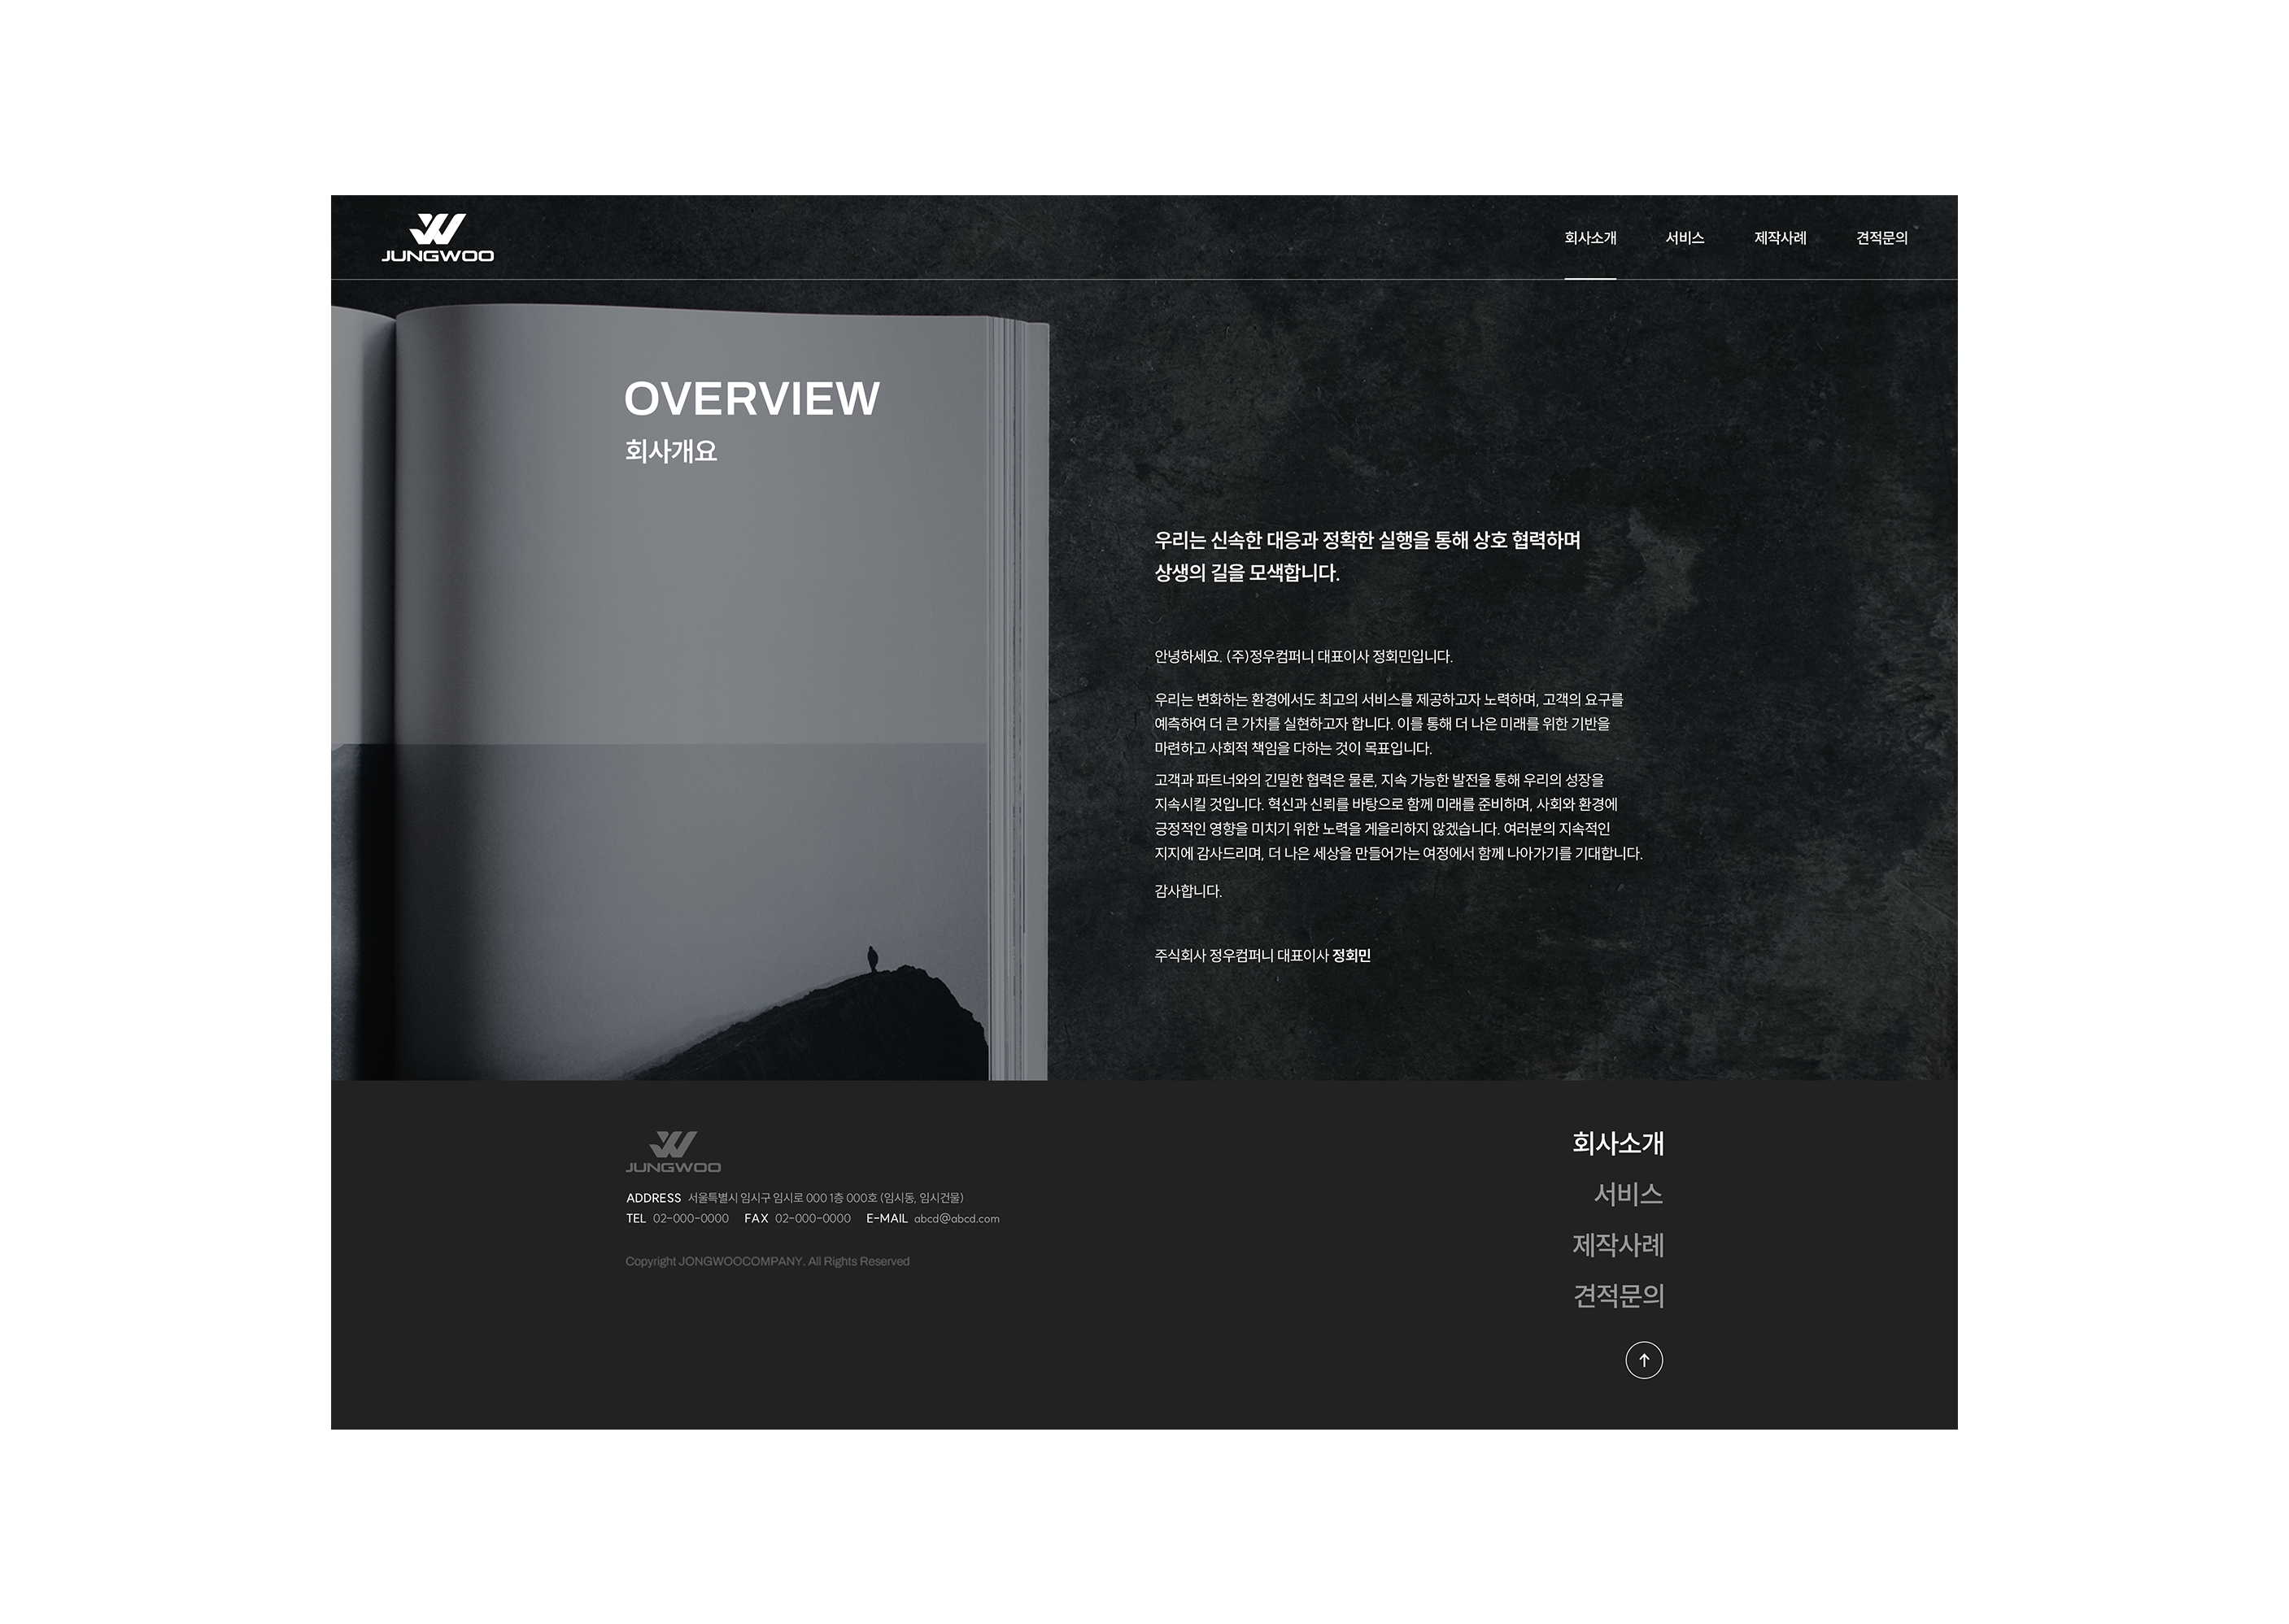 JUNGWOO
회사소개 서비스 제작사례 견적문의
OVERVIEW
회사개요
우리는 신속한 대응과 정확한 실행을 통해 상호 협력하며
상생의 길을 모색합니다.
안녕하세요. (주)정우컴퍼니 대표이사 정회민입니다.
우리는 변화하는 환경에서도 최고의 서비스를 제공하고자 노력하며, 고객의 요구를
예측하여 더 큰 가치를 실현하고자 합니다. 이를 통해 더 나은 미래를 위한 기반을
마련하고 사회적 책임을 다하는 것이 목표입니다.
고객과 파트너와의 긴밀한 협력은 물론, 지속 가능한 발전을 통해 우리의 성장을
지속시킬 것입니다. 혁신과 신뢰를 바탕으로 함께 미래를 준비하며, 사회와 환경에
긍정적인 영향을 미치기 위한 노력을 게을리하지 않겠습니다. 여러분의 지속적인
지지에 감사드리며, 더 나은 세상을 만들어가는 여정에서 함께 나아가기를 기대합니다.
감사합니다.
주식회사 정우컴퍼니 대표이사 정회민
JUNGWOO
ADDRESS 서울특별시 임시구 임시로 000 1층 000호 (임시동, 임시건물)
TEL 02-000-0000 FAX 02-000-0000 E-MAIL abcd@abcd.com
Copyright JONGWOOCOMPANY. All Rights Reserved
회사소개
서비스
제작사례
견적문의